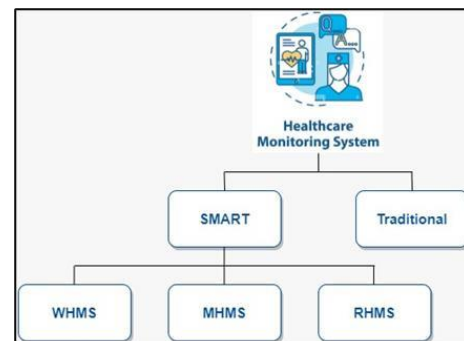 Q
A
Healthcare
Monitoring System
SMART
Traditional
WHMS
MHMS
RHMS